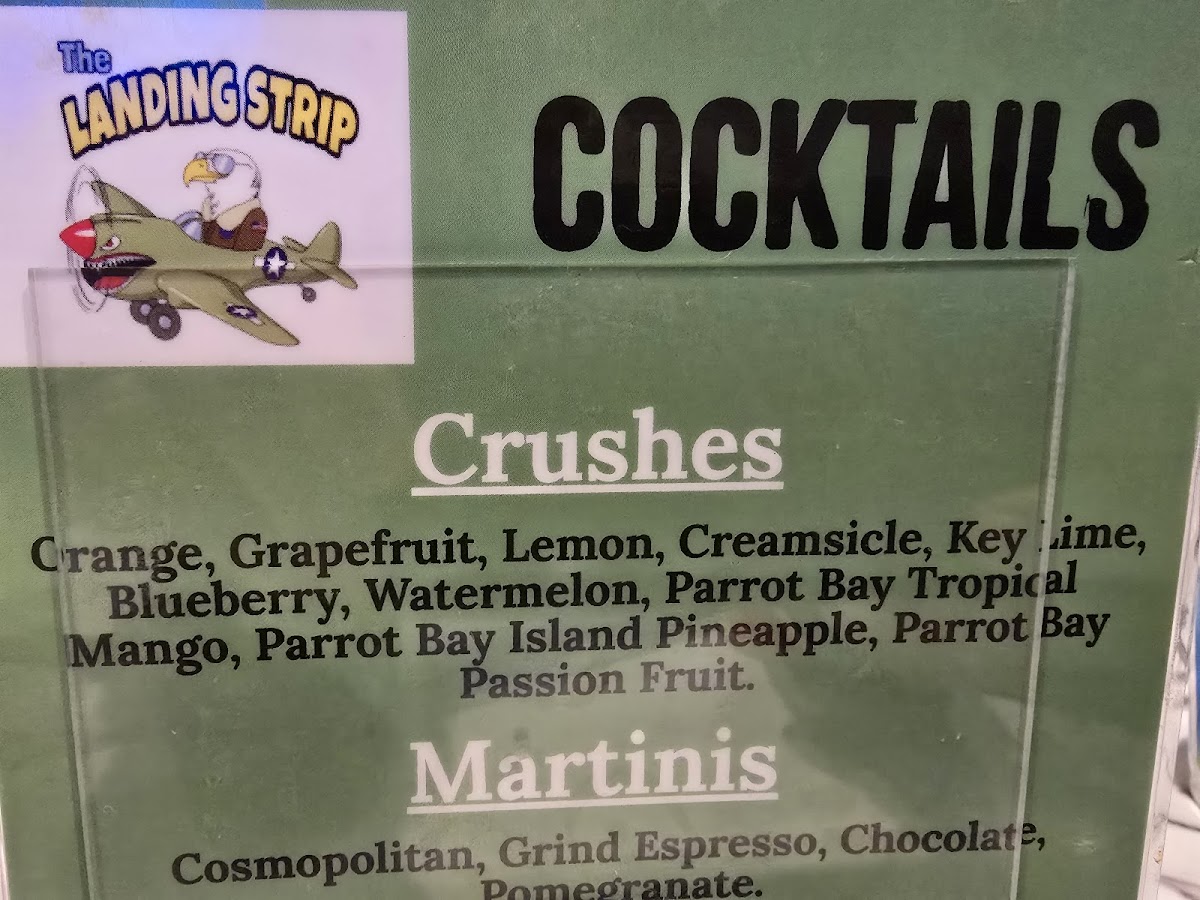 The
LANDING STRIP
COCKTAILS
Crushes
Orange, Grapefruit, Lemon, Creamsicle, Key Lime,
Blueberry, Watermelon, Parrot Bay Tropical
Mango, Parrot Bay Island Pineapple, Parrot Bay
Passion Fruit.
Martinis
Cosmopolitan, Grind Espresso, Chocolate,
Pomegranate.